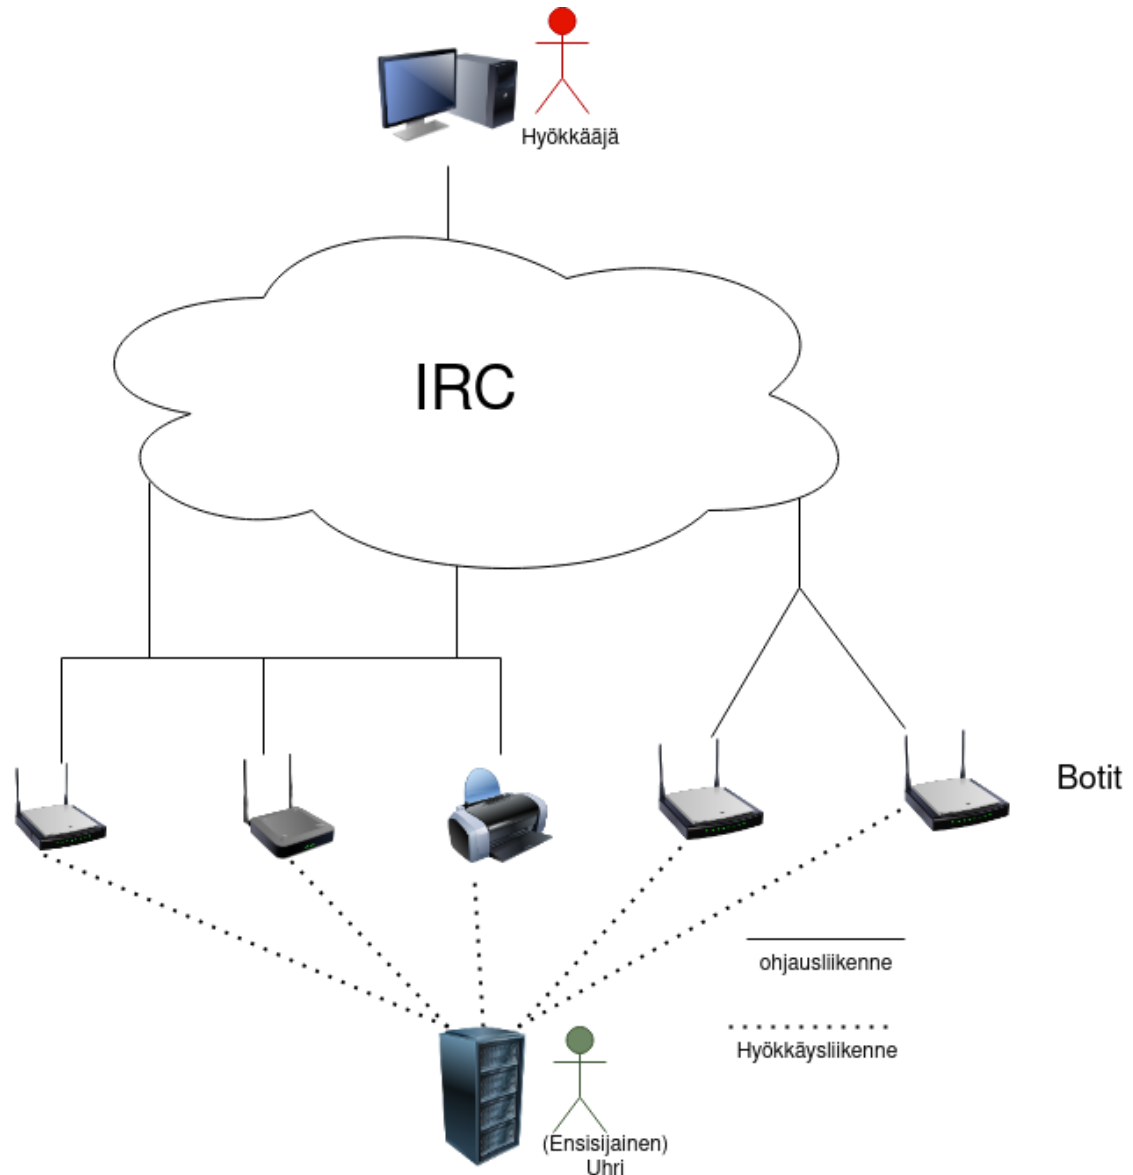 Hyökkääjä
IRC
Botit
ohjausliikenne
Hyökkäysliikenne
(Ensisijainen)
Uhri